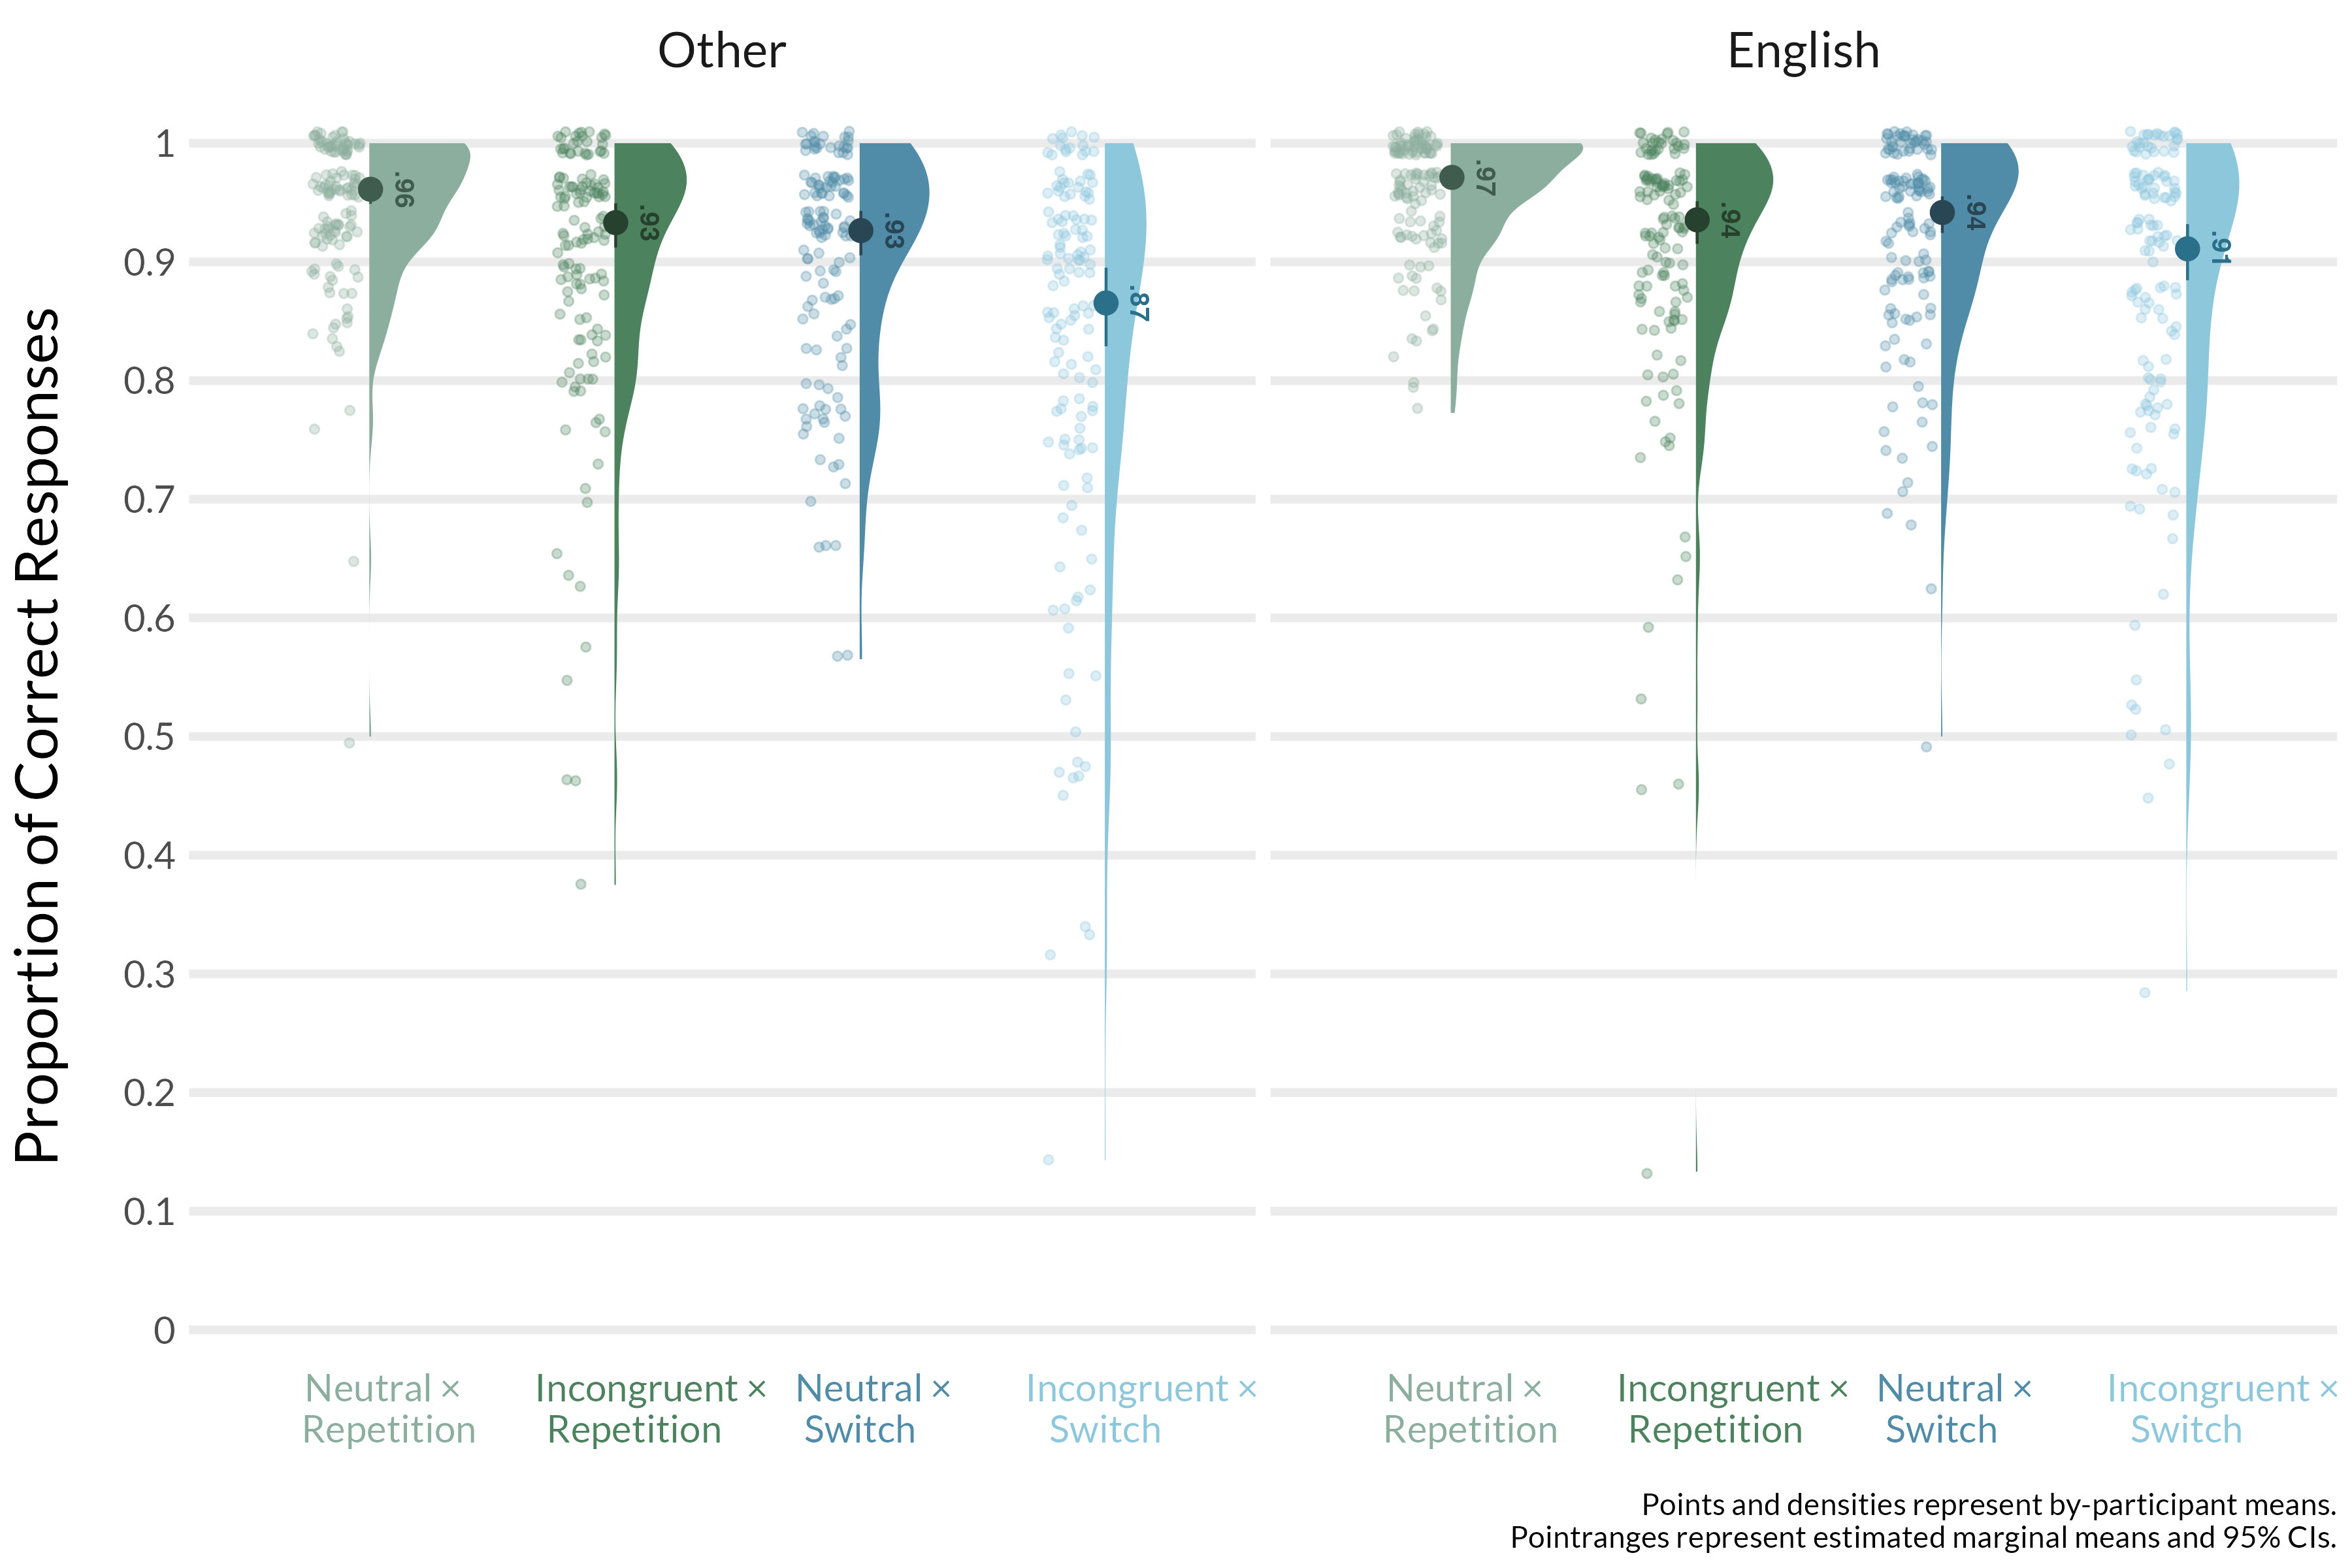 Other
English
Proportion of Correct Responses
1
0.9
0.8
0.7
0.6
0.5
0.4
0.3
0.2
0.1
0
.96
.93
.93
.87
.97
.94
.94
.91
Neutral ×
Repetition
Incongruent ×
Repetition
Neutral ×
Switch
Incongruent ×
Switch
Neutral ×
Repetition
Incongruent ×
Repetition
Neutral ×
Switch
Incongruent ×
Switch
Points and densities represent by-participant means.
Pointranges represent estimated marginal means and 95% CIs.